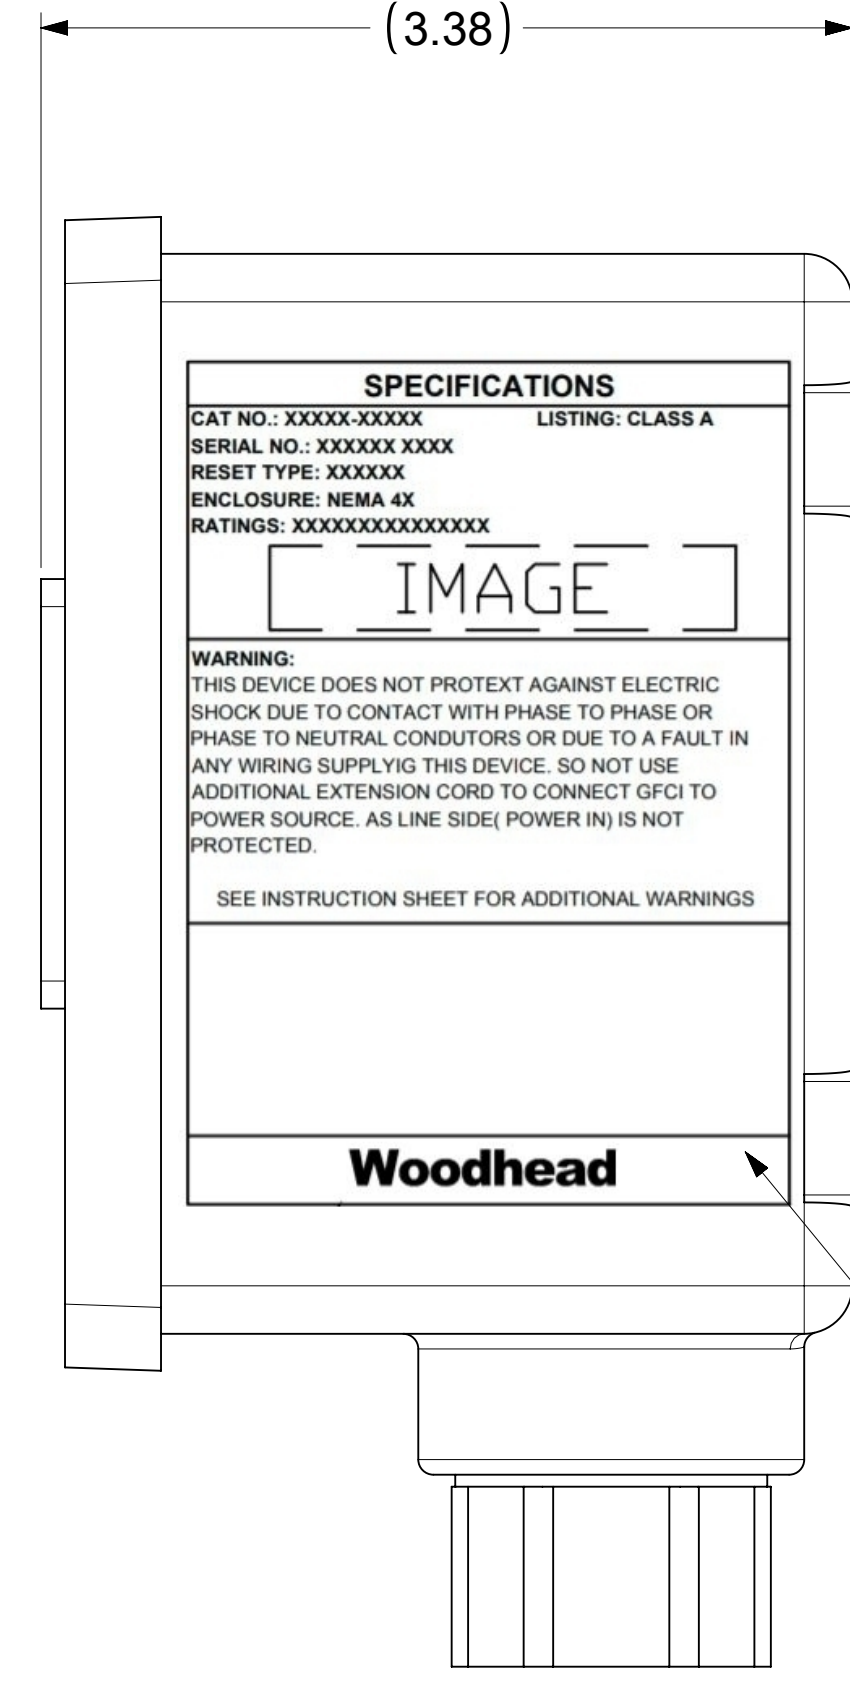 (3.38)
SPECIFICATIONS
CAT NO.: XXXXX-XXXXX LISTING: CLASS A
SERIAL NO.: XXXXXX XXXX
RESET TYPE: XXXXXX
ENCLOSURE: NEMA 4X
RATINGS: XXXXXXXXXXXXXXX
IMAGE
WARNING:
THIS DEVICE DOES NOT PROTEXT AGAINST ELECTRIC
SHOCK DUE TO CONTACT WITH PHASE TO PHASE OR
PHASE TO NEUTRAL CONDUTORS OR DUE TO A FAULT IN
ANY WIRING SUPPLYIG THIS DEVICE. SO NOT USE
ADDITIONAL EXTENSION CORD TO CONNECT GFCI TO
POWER SOURCE. AS LINE SIDE( POWER IN) IS NOT
PROTECTED.
SEE INSTRUCTION SHEET FOR ADDITIONAL WARNINGS
Woodhead